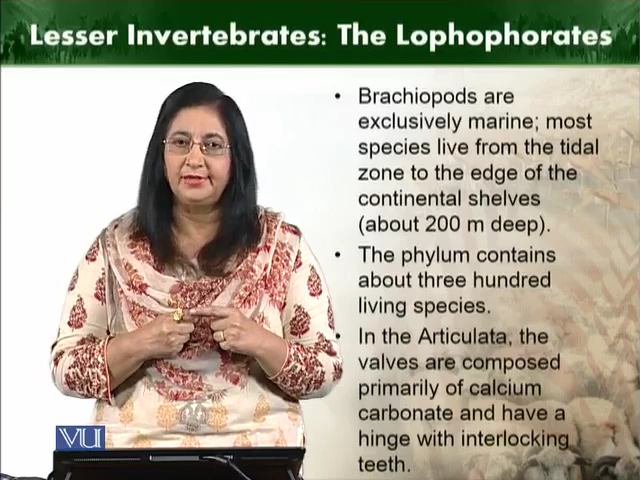 Lesser Invertebrates: The Lophophorates
• Brachiopods are
exclusively marine; most
species live from the tidal
zone to the edge of the
continental shelves
(about 200 m deep).
• The phylum contains
about three hundred
living species.
• In the Articulata, the
valves are composed
primarily of calcium
carbonate and have a
hinge with interlocking
teeth.
VU